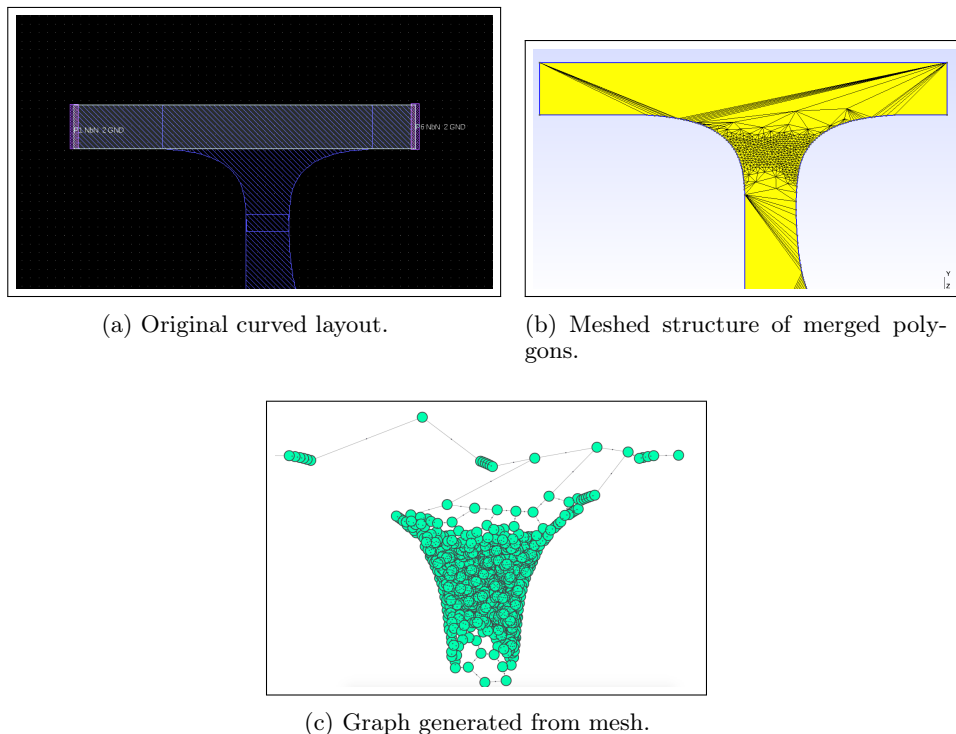 P1 NbN 2 GND
P6 NbN 2 GND
Y
Z
(a) Original curved layout.
(b) Meshed structure of merged poly-
gons.
(c) Graph generated from mesh.